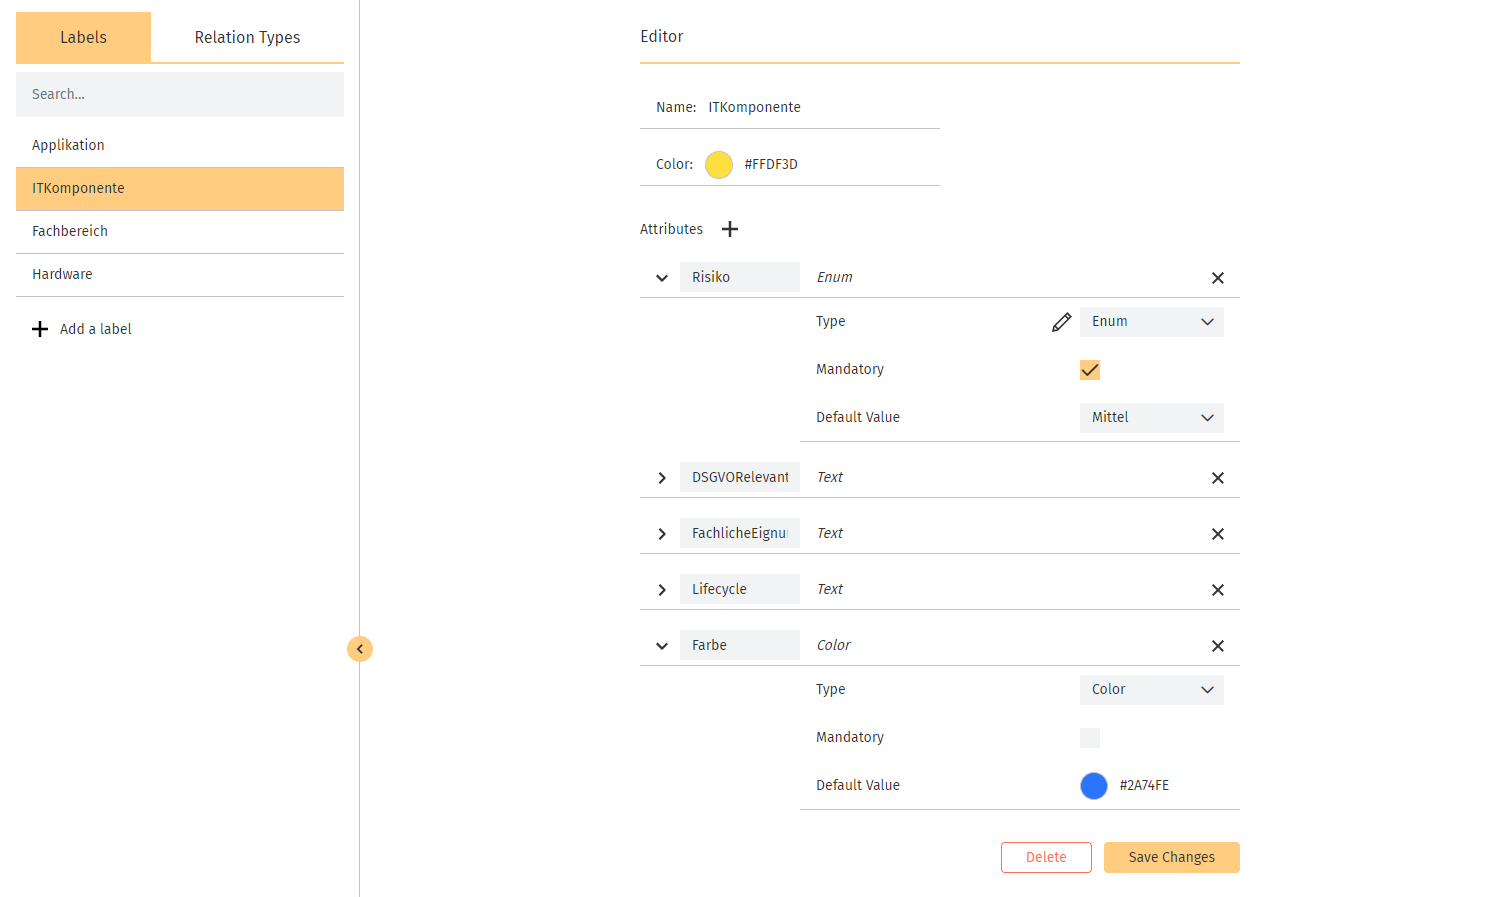 Labels
Relation Types
Search...
Applikation
ITKomponente
Fachbereich
Hardware
Add a label
Editor
Name: ITKomponente
Color: #FFDF3D
Attributes
Risiko Enum
Type Enum
Mandatory
Default Value Mittel
DSGVORelevant Text
FachlicheEignu Text
Lifecycle Text
Farbe Color
Type Color
Mandatory
Default Value #2A74FE
Delete
Save Changes